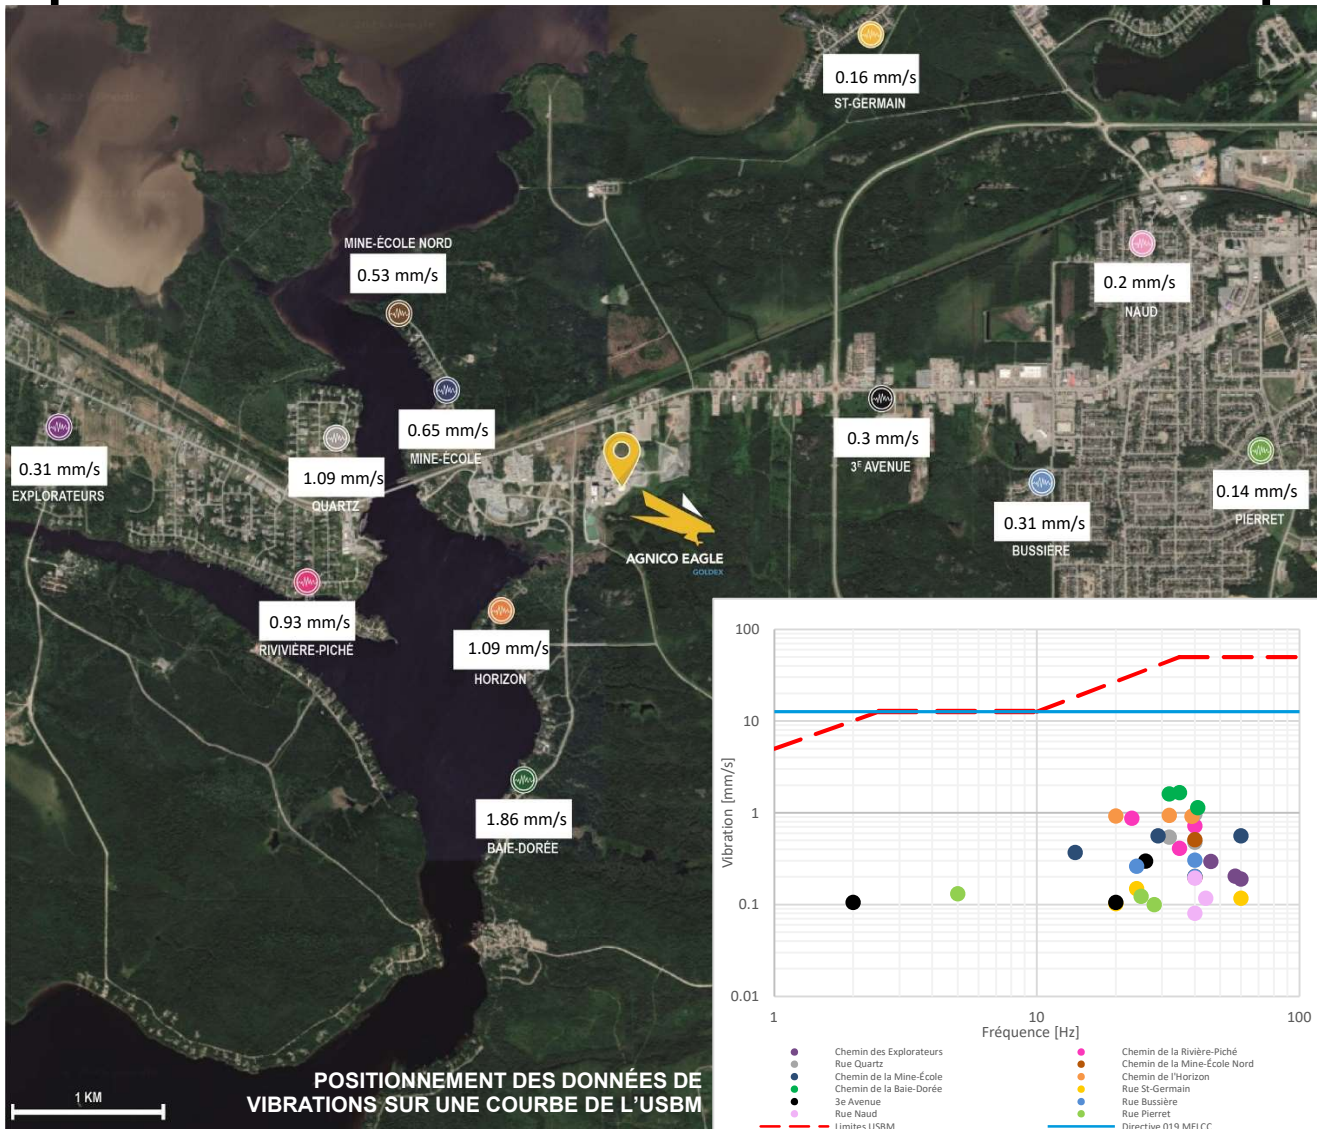 0.16 mm/s
ST-GERMAIN
MINE-ÉCOLE NORD
0.53 mm/s
0.2 mm/s
NAUD
0.65 mm/s
MINE-ÉCOLE
0.31 mm/s
EXPLORATEURS
1.09 mm/s
QUARTZ
0.3 mm/s
3E AVENUE
0.14 mm/s
PIERRET
0.31 mm/s
BUSSIÈRE
AGNICO EAGLE
GOLDEX
0.93 mm/s
RIVIVIÈRE-PICHÉ
1.09 mm/s
HORIZON
1.86 mm/s
BAIE-DORÉE
POSITIONNEMENT DES DONNÉES DE
VIBRATIONS SUR UNE COURBE DE L'USBM
1 KM
Vibration [mm/s]
100
10
1
0.1
0.01
1
10
100
Fréquence [Hz]
Chemin des Explorateurs
Chemin de la Rivière-Piché
Rue Quartz
Chemin de la Mine-École Nord
Chemin de la Mine-École
Chemin de l'Horizon
Chemin de la Baie-Dorée
Rue St-Germain
3e Avenue
Rue Bussière
Rue Naud
Rue Pierret
Limites USBM
Directive 019 MELCC